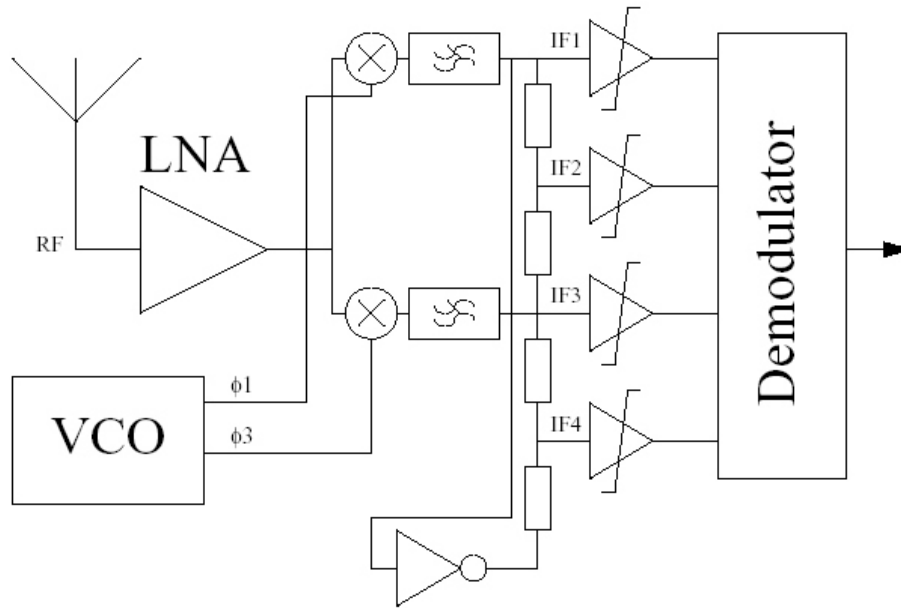 IF1
LNA
IF2
RF
IF3
φ1
VCO
φ3
IF4
Demodulator